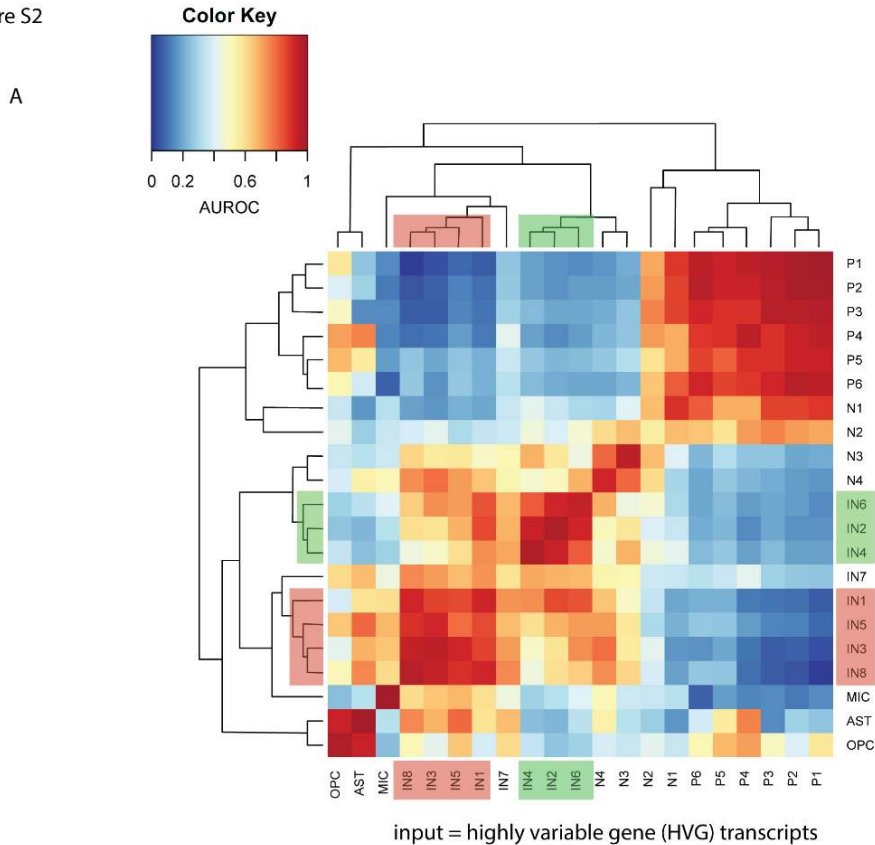 re S2
Color Key
A
0 0.2 0.6 1
AUROC
P1
P2
P3
P4
P5
P6
N1
N2
N3
N4
IN6
IN2
IN4
IN7
IN1
IN5
IN3
IN8
MIC
AST
OPC
OPC AST MIC IN8 IN3 IN5 IN1 IN7 IN4 IN2 IN6 N4 N3 N2 N1 P6 P5 P4 P3 P2 P1
input = highly variable gene (HVG) transcripts